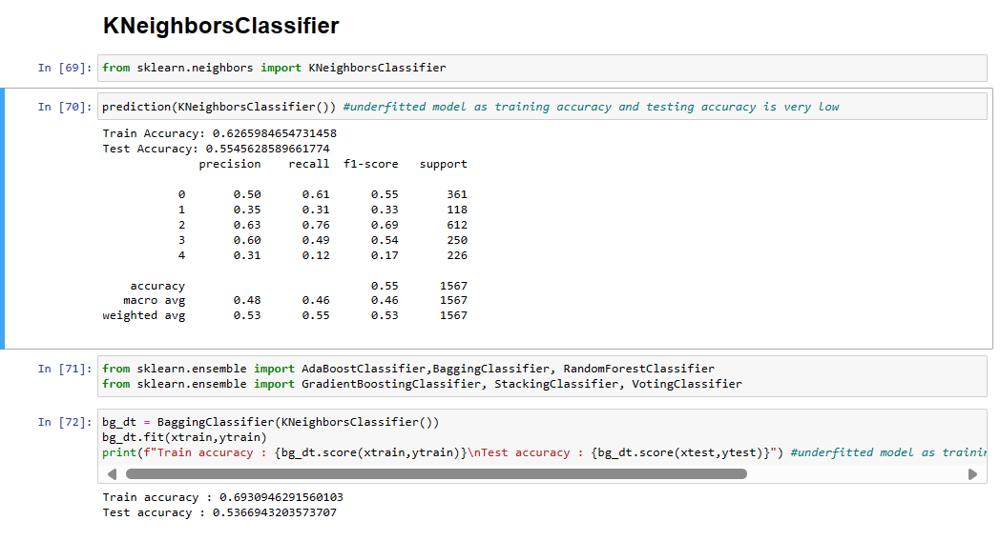 KNeighborsClassifier
In [69]: from sklearn.neighbors import KNeighborsClassifier
In [70]: prediction(KNeighborsClassifier()) #underfitted model as training accuracy and testing accuracy is very low
Train Accuracy: 0.6265984654731458
Test Accuracy: 0.5545628589661774
precision recall f1-score support
0 0.50 0.61 0.55 361
1 0.35 0.31 0.33 118
2 0.63 0.76 0.69 612
3 0.60 0.49 0.54 250
4 0.31 0.12 0.17 226
accuracy 0.55 1567
macro avg 0.48 0.46 0.46 1567
weighted avg 0.53 0.55 0.53 1567
In [71]: from sklearn.ensemble import AdaBoostClassifier,BaggingClassifier, RandomForestClassifier
from sklearn.ensemble import GradientBoostingClassifier, StackingClassifier, VotingClassifier
In [72]: bg_dt = BaggingClassifier(KNeighborsClassifier())
bg_dt.fit(xtrain,ytrain)
print(f"Train accuracy : {bg_dt.score(xtrain,ytrain)}\nTest accuracy : {bg_dt.score(xtest,ytest)}") #underfitted model as
Train accuracy : 0.6930946291560103
Test accuracy : 0.5366943203573707